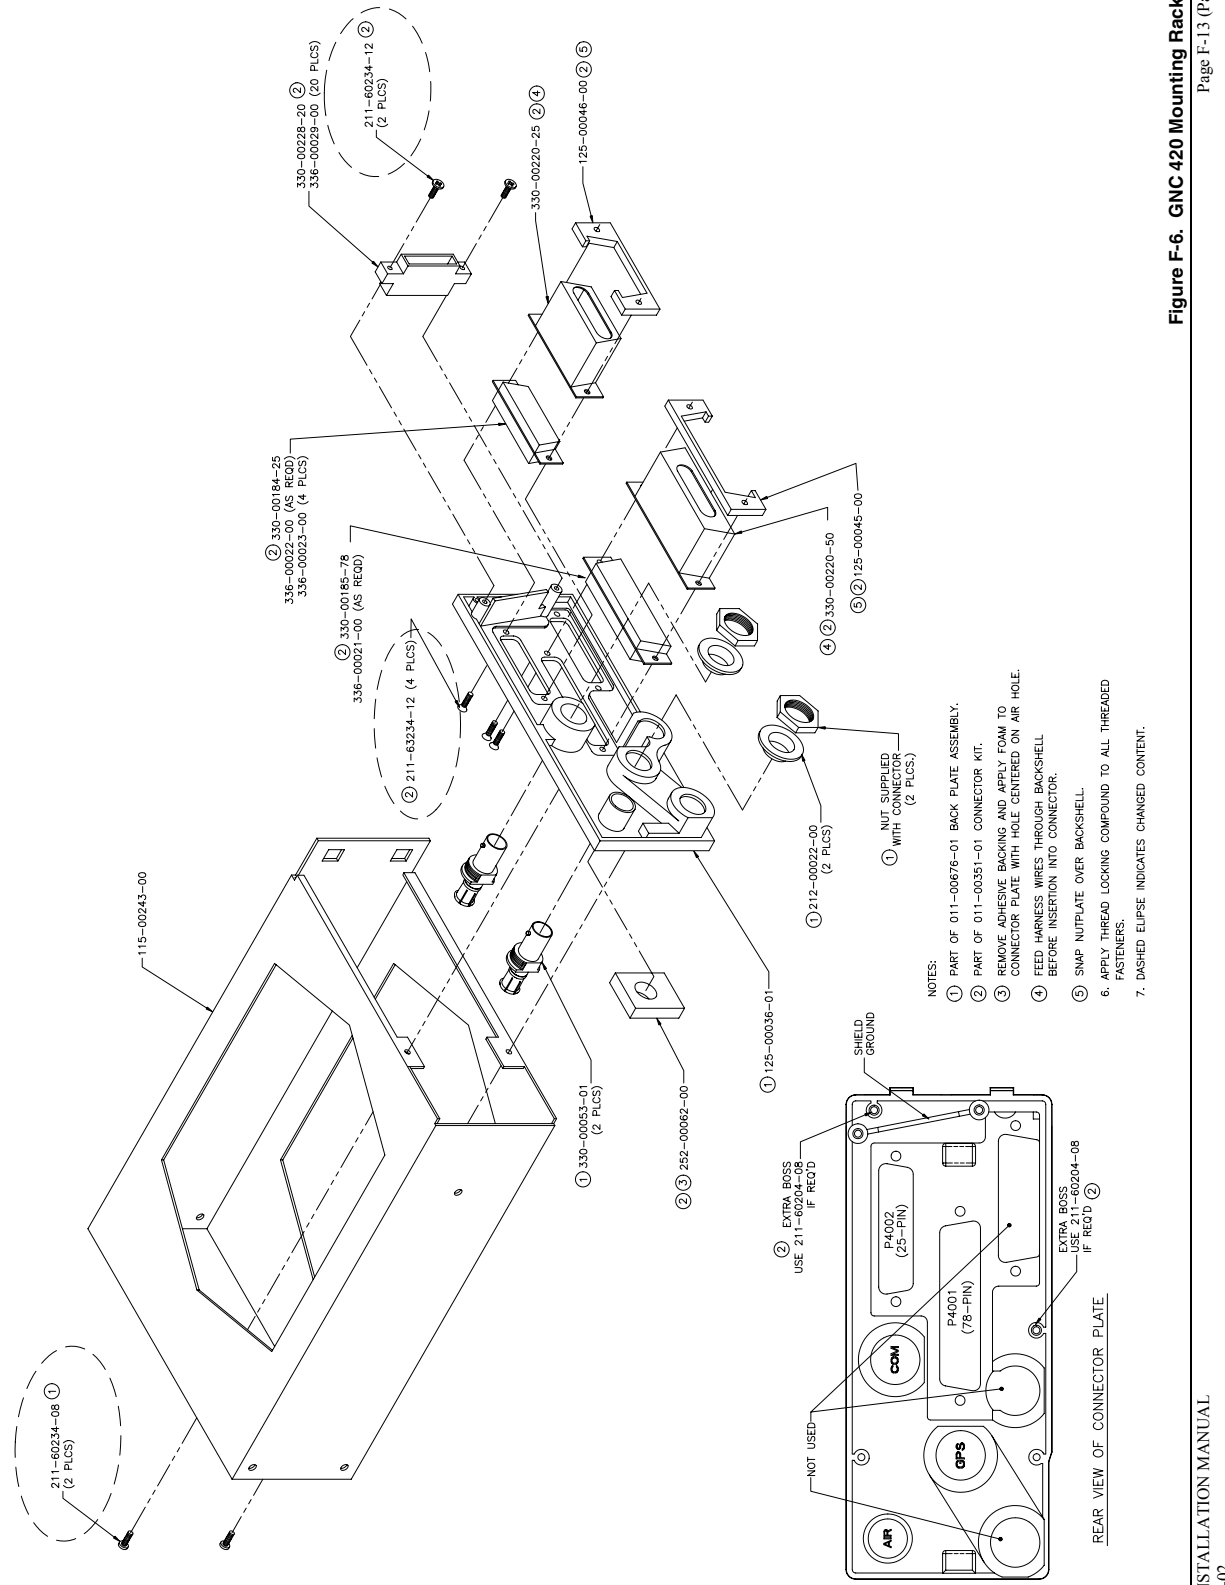 211-60234-08 ①
(2 PLCS)
115-00243-00
330-00228-20 ②
336-00029-00 (20 PLCS)
211-60234-12 ②
(2 PLCS)
330-00220-25 ② ④
125-00046-00 ② ⑤
② 330-00184-25
336-00022-00 (AS REQD)
336-00023-00 (4 PLCS)
② 330-00185-78
336-00021-00 (AS REQD)
② 211-63234-12 (4 PLCS)
④ ② 330-00220-50
⑤ ② 125-00045-00
① NUT SUPPLIED
WITH CONNECTOR
(2 PLCS.)
① 212-00022-00
(2 PLCS)
① 125-00036-01
② ③ 252-00062-00
① 330-00053-01
(2 PLCS)
NOTES:
① PART OF 011-00676-01 BACK PLATE ASSEMBLY.
② PART OF 011-00351-01 CONNECTOR KIT.
③ REMOVE ADHESIVE BACKING AND APPLY FOAM TO
CONNECTOR PLATE WITH HOLE CENTERED ON AIR HOLE.
④ FEED HARNESS WIRES THROUGH BACKSHELL
BEFORE INSERTION INTO CONNECTOR.
⑤ SNAP NUTPLATE OVER BACKSHELL.
6. APPLY THREAD LOCKING COMPOUND TO ALL THREADED
FASTENERS.
7. DASHED ELIPSE INDICATES CHANGED CONTENT.
② EXTRA BOSS
USE 211-60204-08
IF REQ'D
SHIELD
GROUND
NOT USED
AIR
GPS
COM
P4002
(25-PIN)
P4001
(78-PIN)
EXTRA BOSS
USE 211-60204-08
IF REQ'D ②
REAR VIEW OF CONNECTOR PLATE
Figure F-6. GNC 420 Mounting Rack
NSTALLATION MANUAL
-02
Page F-13 (Pa